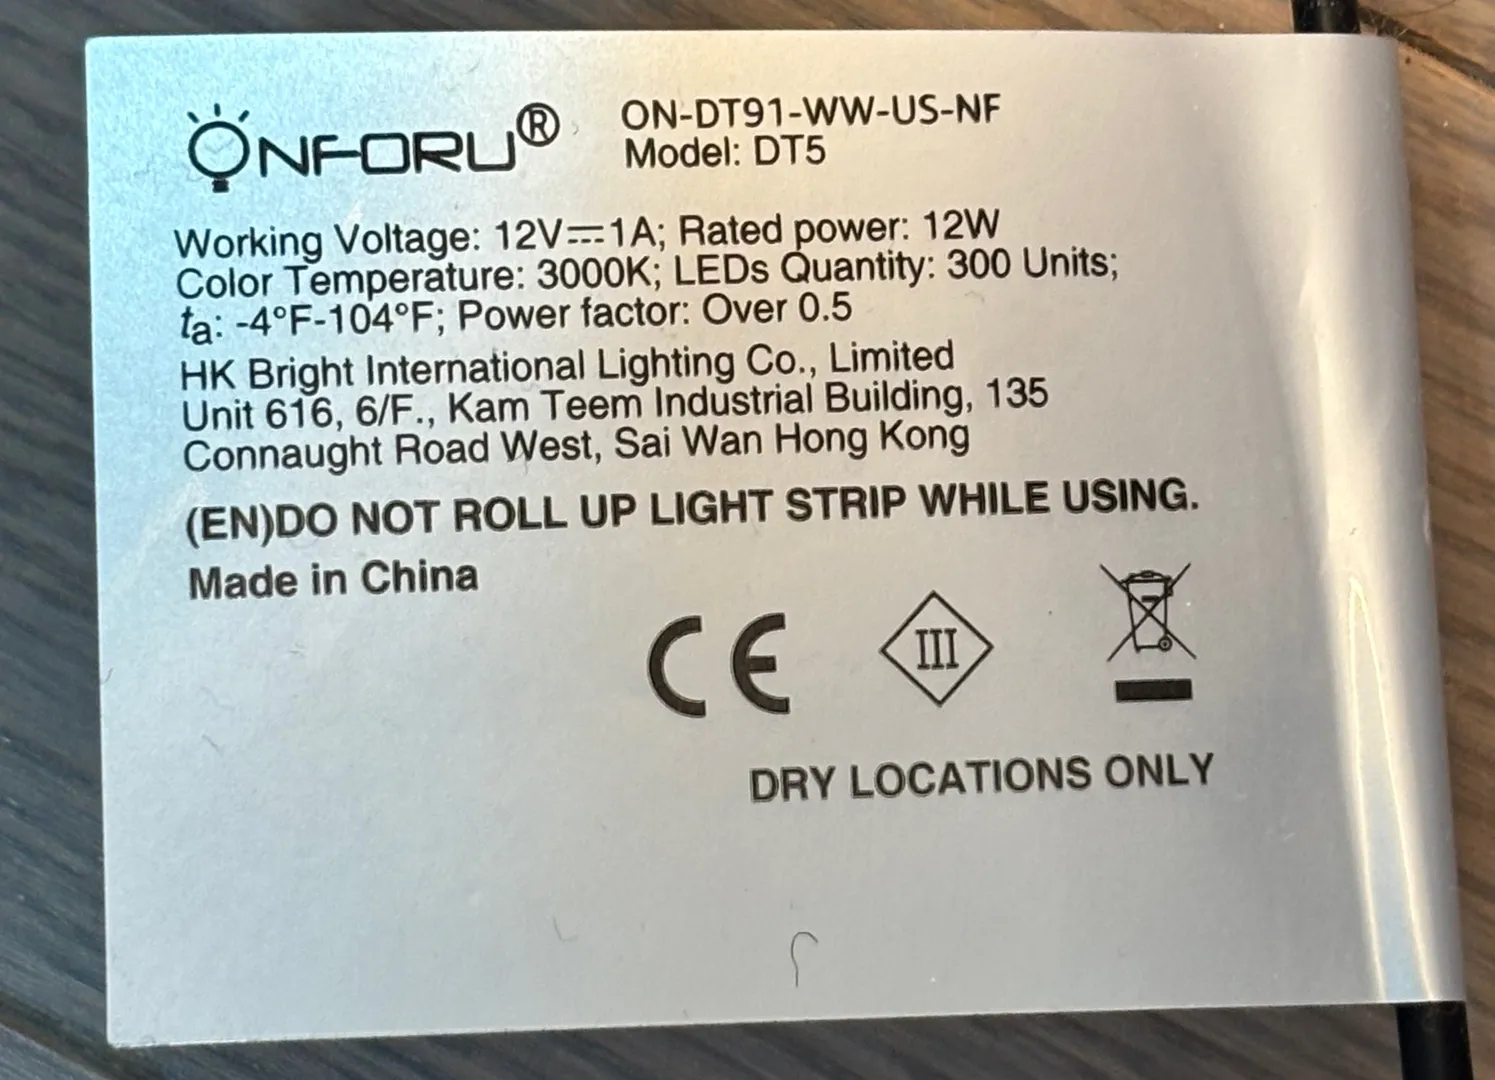 ONFORU®
ON-DT91-WW-US-NF
Model: DT5
Working Voltage: 12V⎓1A; Rated power: 12W
Color Temperature: 3000K; LEDs Quantity: 300 Units;
ta: -4°F-104°F; Power factor: Over 0.5
HK Bright International Lighting Co., Limited
Unit 616, 6/F., Kam Teem Industrial Building, 135
Connaught Road West, Sai Wan Hong Kong
(EN)DO NOT ROLL UP LIGHT STRIP WHILE USING.
Made in China
CE III
DRY LOCATIONS ONLY